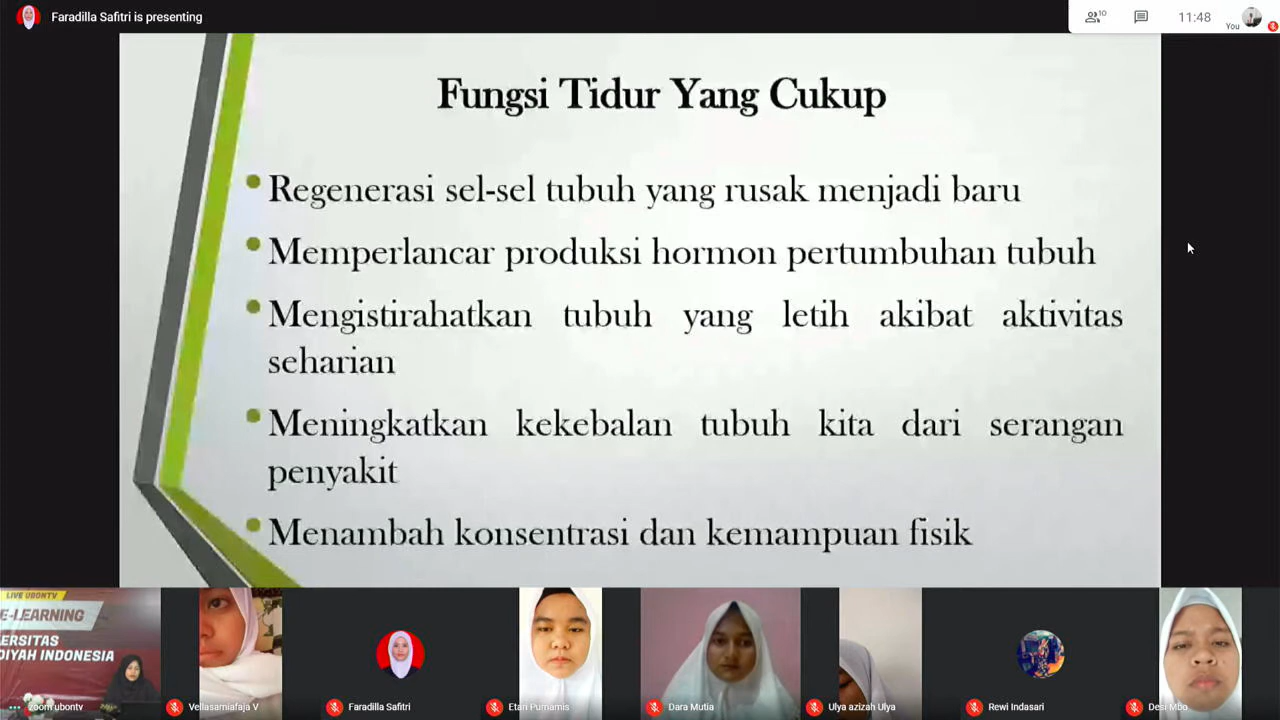 Faradilla Safitri is presenting
10
11:48
You
Fungsi Tidur Yang Cukup
Regenerasi sel-sel tubuh yang rusak menjadi baru
Memperlancar produksi hormon pertumbuhan tubuh
Mengistirahatkan tubuh yang letih akibat aktivitas
seharian
Meningkatkan kekebalan tubuh kita dari serangan
penyakit
Menambah konsentrasi dan kemampuan fisik
LIVE UBONTV
E-LEARNING
ERSITAS
DIYAH INDONESIA
zoom ubontv
Vellasamiafaja V
Faradilla Safitri
Etari Purnamis
Dara Mutia
Ulya azizah Ulya
Rewi Indasari
Desi Mbo